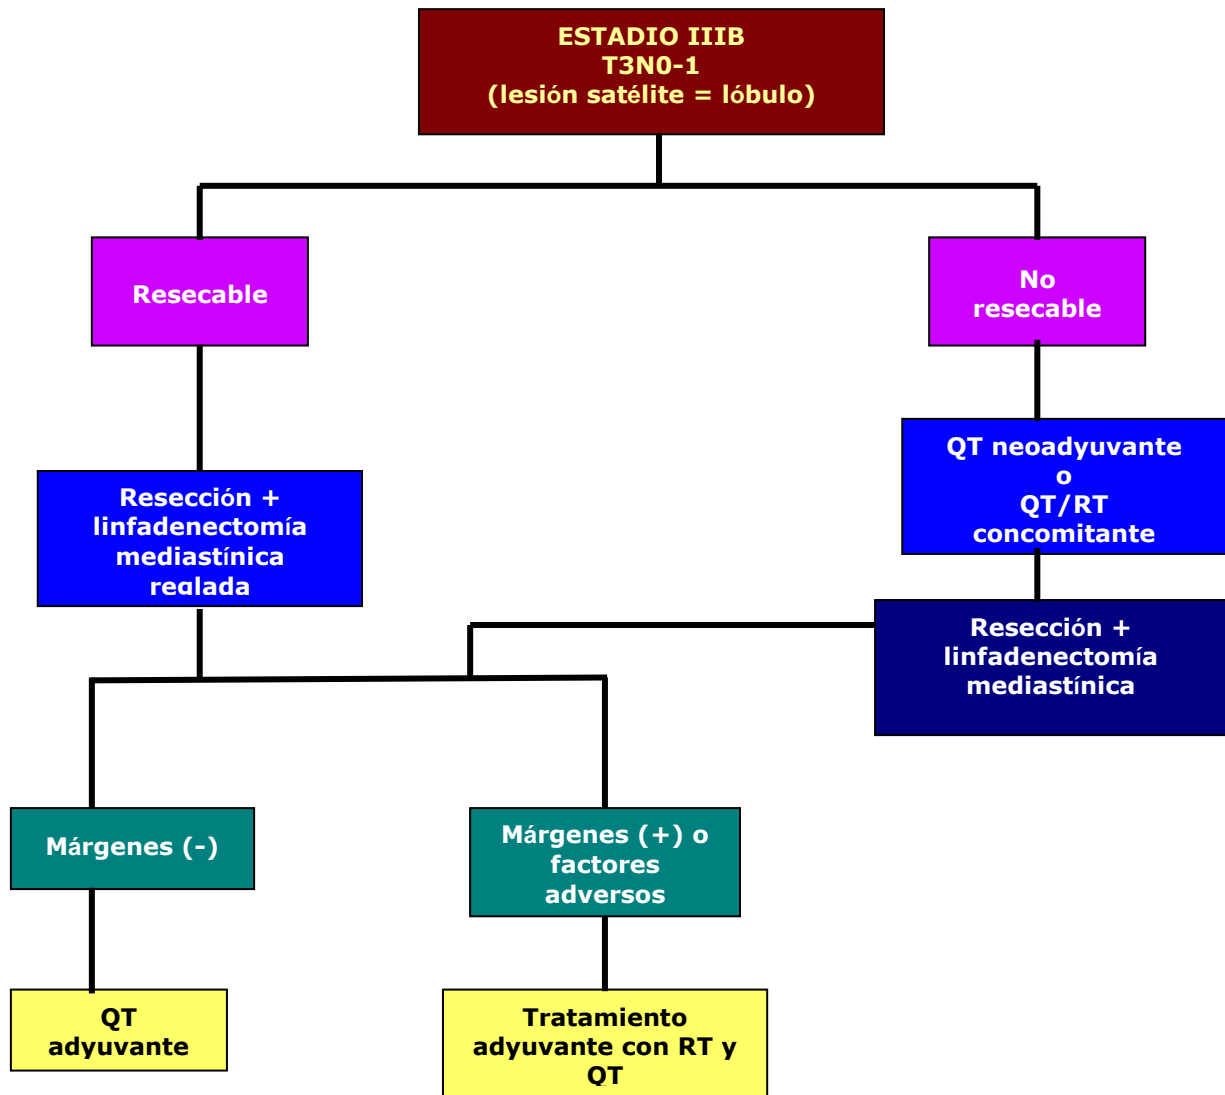 ESTADIO IIIB
T3N0-1
(lesión satélite = lóbulo)
Resecable
No
resecable
QT neoadyuvante
o
QT/RT
concomitante
Resección +
linfadenectomía
mediastínica
reglada
Resección +
linfadenectomía
mediastínica
Márgenes (-)
Márgenes (+) o
factores
adversos
QT
adyuvante
Tratamiento
adyuvante con RT y
QT